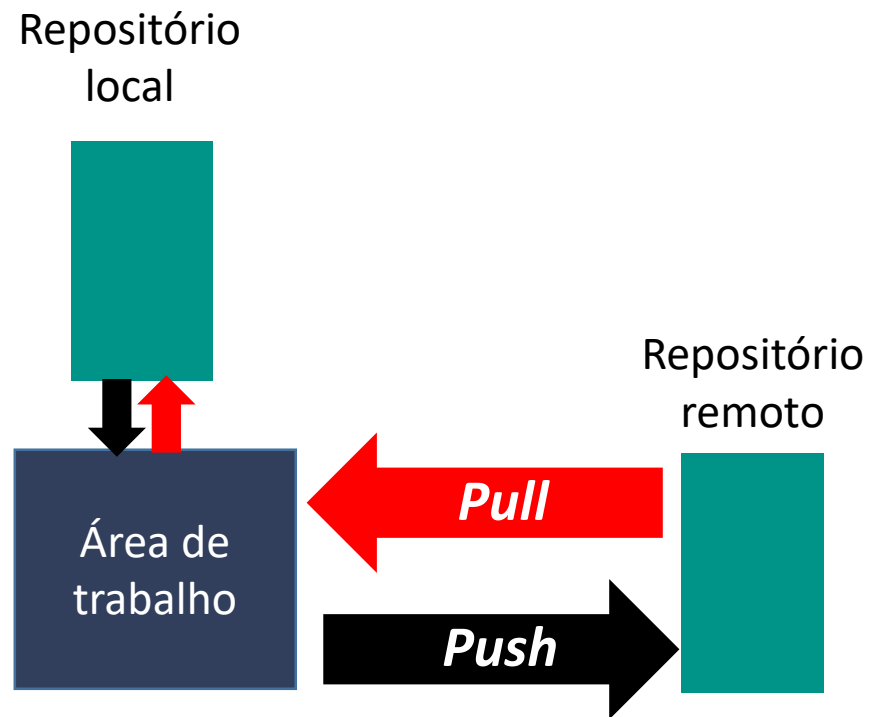 Repositório
local
Repositório
remoto
Pull
Área de
trabalho
Push